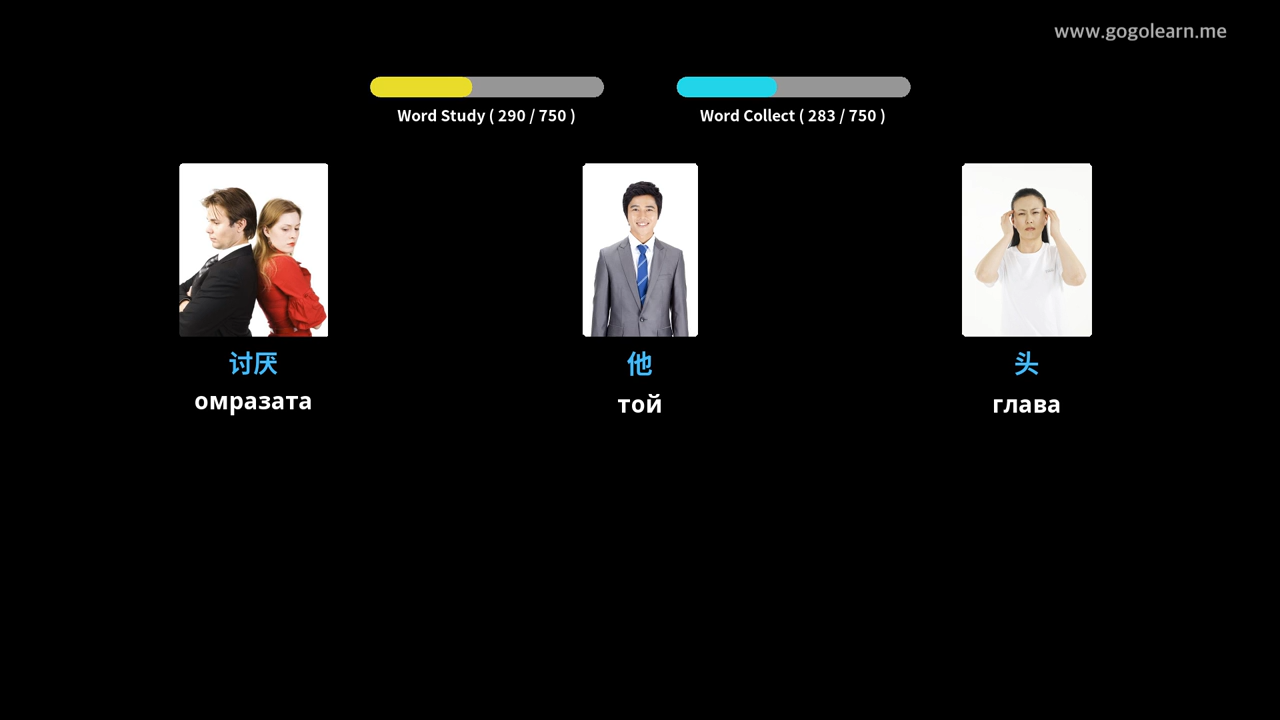 www.gogolearn.me
Word Study ( 290 / 750 )
Word Collect ( 283 / 750 )
讨厌
омразата
他
той
头
глава